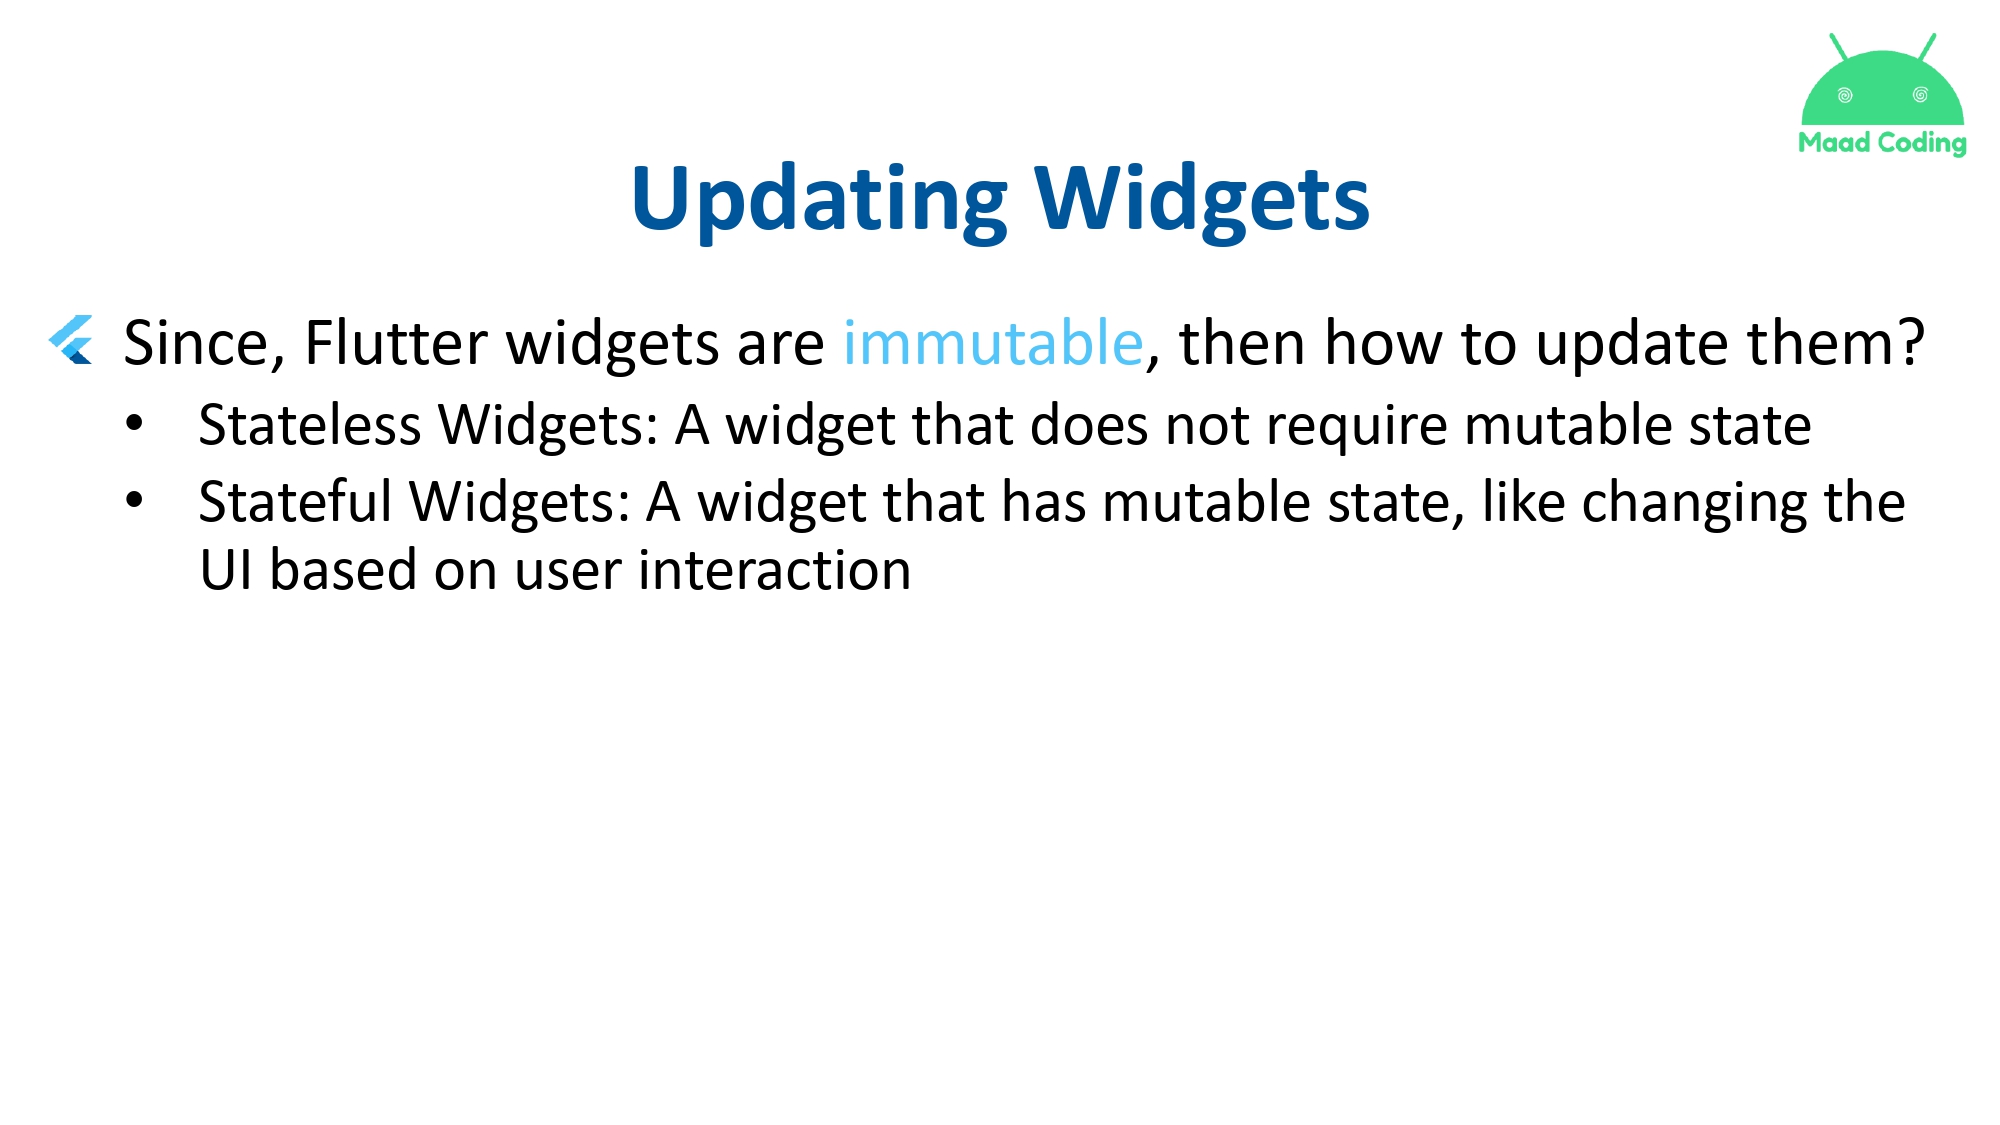 Maad Coding
Updating Widgets
Since, Flutter widgets are immutable, then how to update them?
• Stateless Widgets: A widget that does not require mutable state
• Stateful Widgets: A widget that has mutable state, like changing the
UI based on user interaction